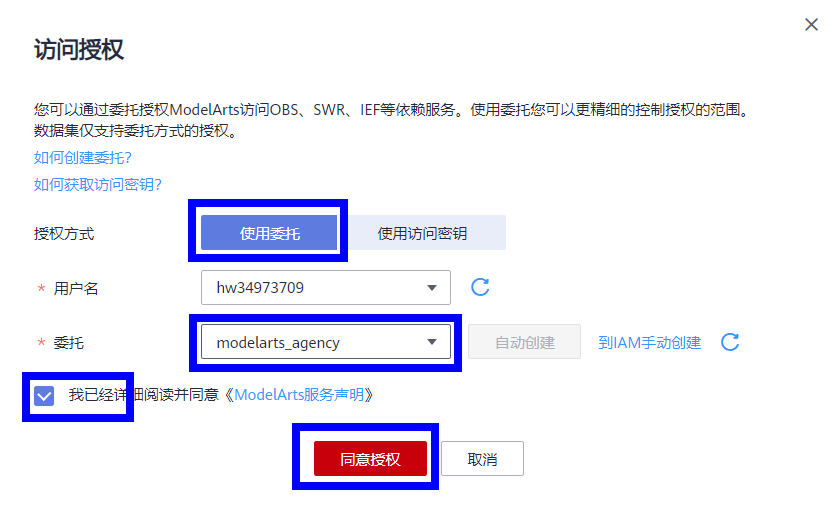 访问授权
您可以通过委托授权ModelArts访问OBS、SWR、IEF等依赖服务。使用委托您可以更精细的控制授权的范围。
数据集仅支持委托方式的授权。
如何创建委托?
如何获取访问密钥?
授权方式 使用委托 使用访问密钥
* 用户名 hw34973709
* 委托 modelarts_agency 自动创建 到IAM手动创建
我已经详细阅读并同意《ModelArts服务声明》
同意授权 取消